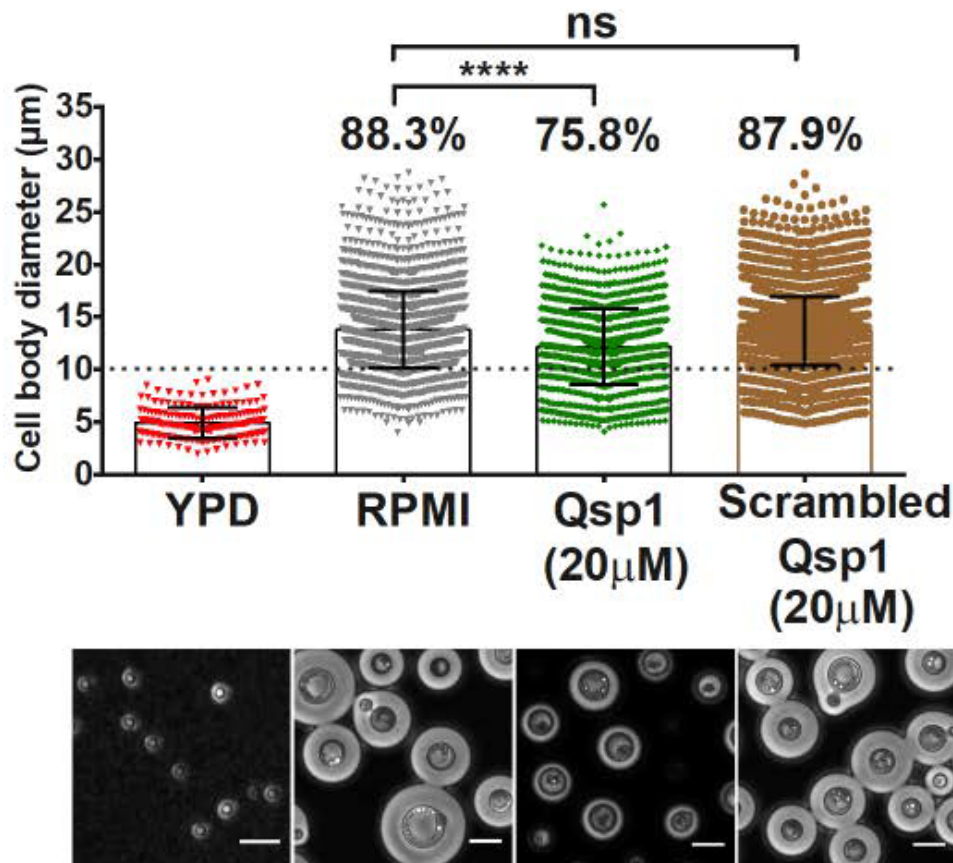 ns
****
88.3% 75.8% 87.9%
Cell body diameter (µm)
35
30
25
20
15
10
5
0
YPD RPMI Qsp1 (20μM) Scrambled Qsp1 (20μM)